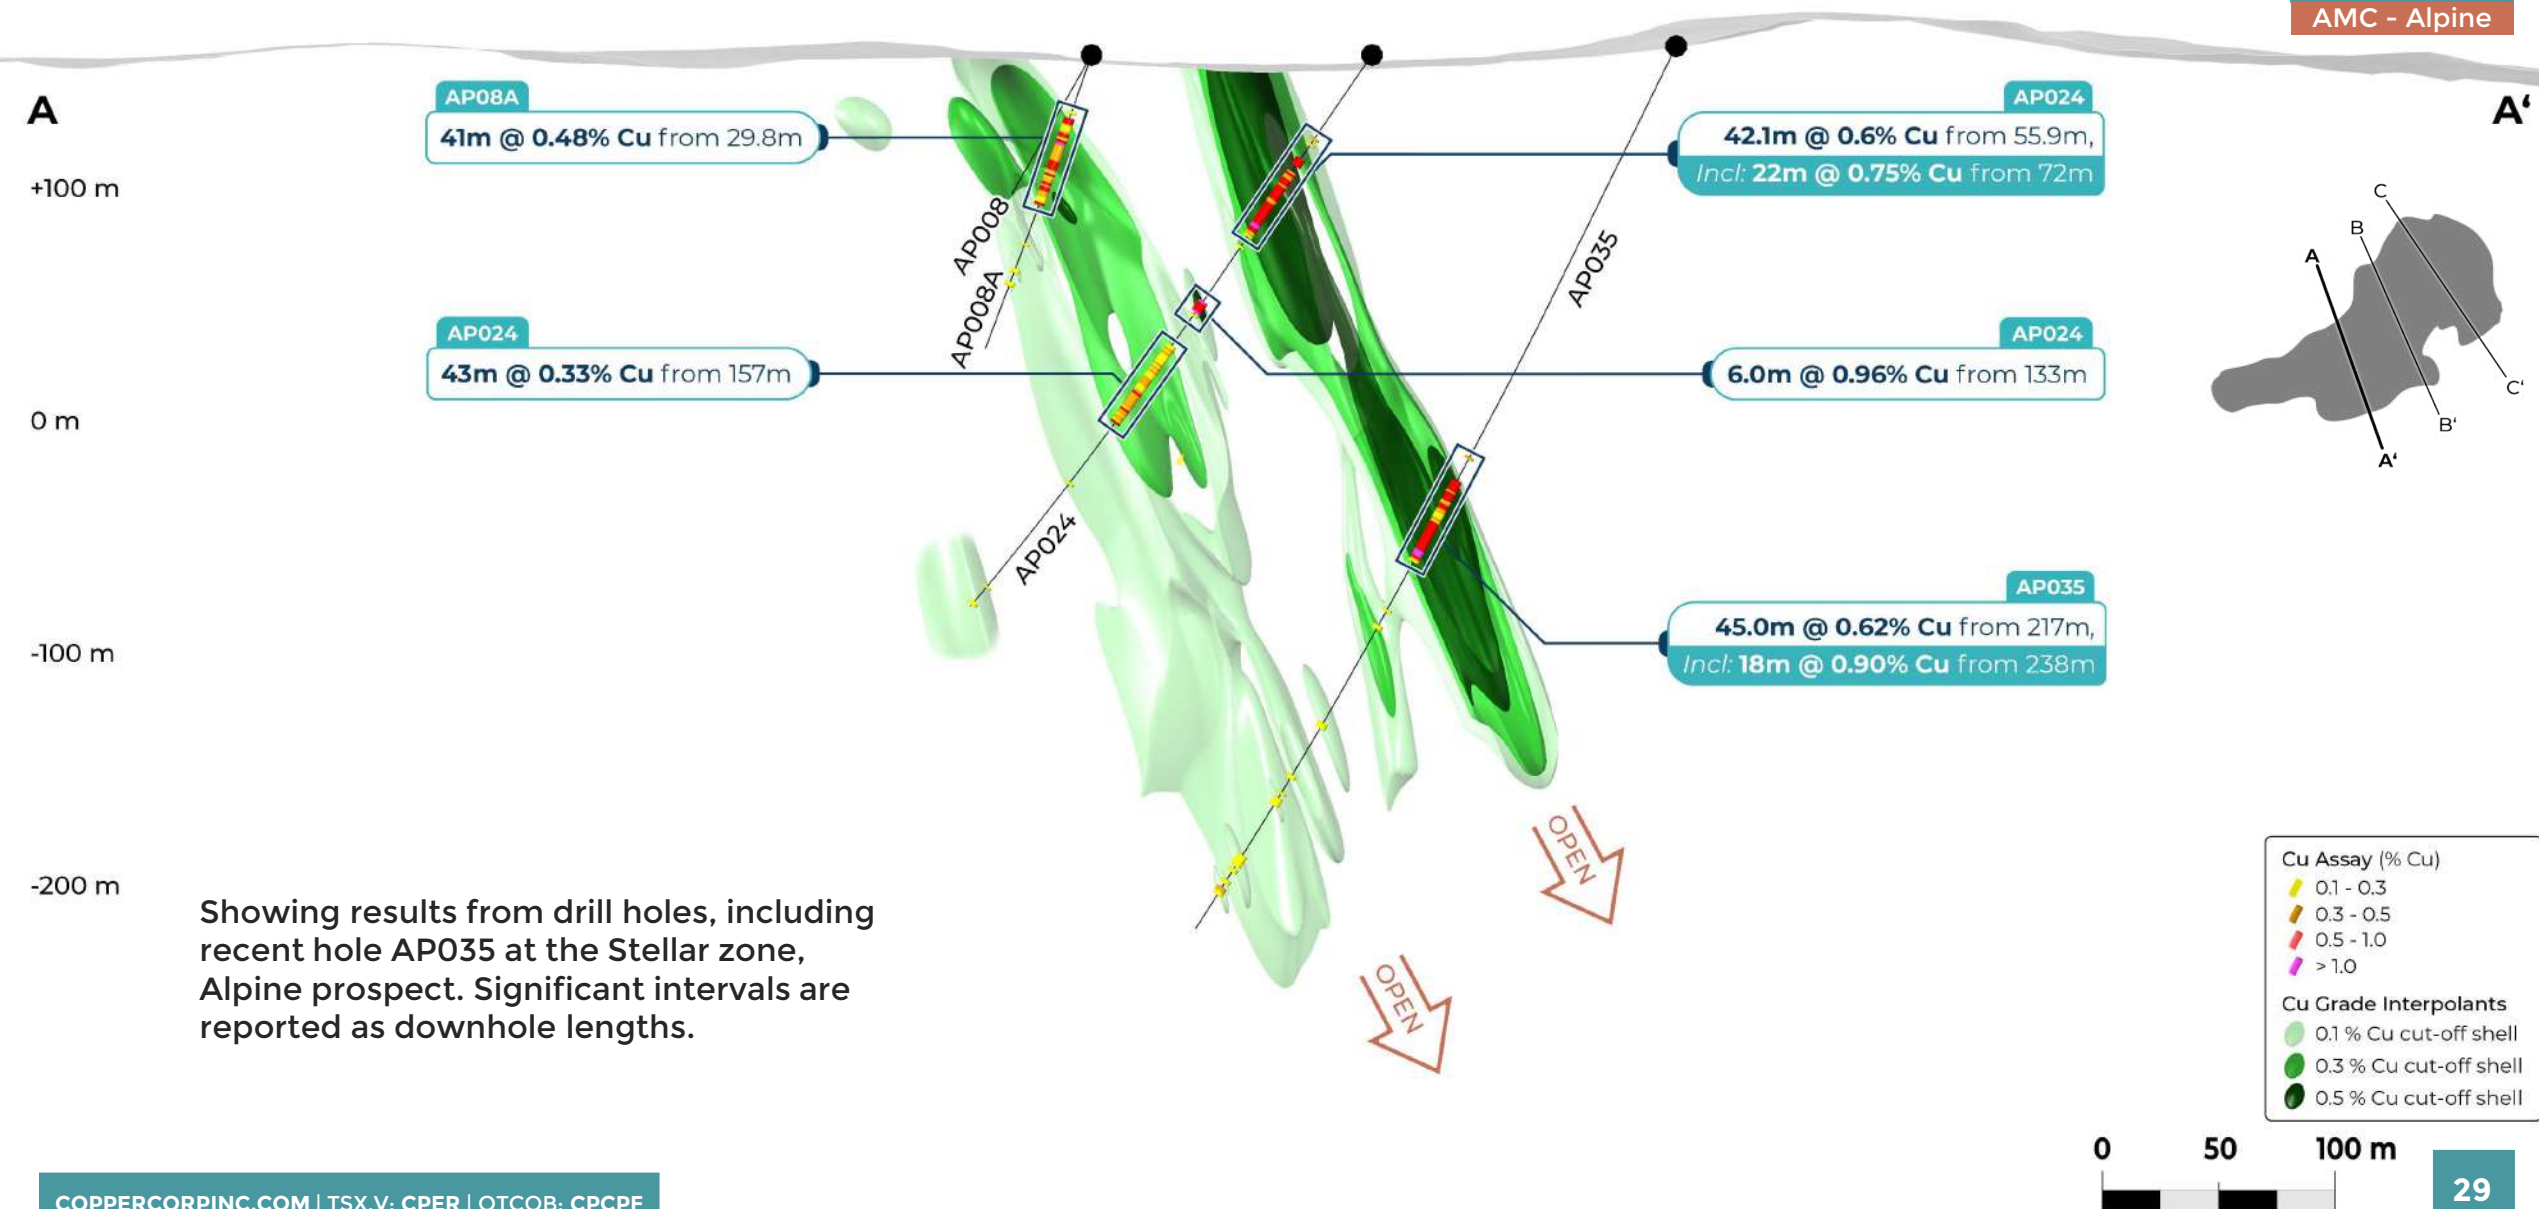 AMC - Alpine
A
A‘
AP08A
41m @ 0.48% Cu from 29.8m
AP024
42.1m @ 0.6% Cu from 55.9m,
Incl: 22m @ 0.75% Cu from 72m
+100 m
C
B
A
AP008
AP008A
AP035
AP024
43m @ 0.33% Cu from 157m
AP024
6.0m @ 0.96% Cu from 133m
C‘
B‘
A‘
0 m
AP024
AP035
45.0m @ 0.62% Cu from 217m,
Incl: 18m @ 0.90% Cu from 238m
-100 m
-200 m
OPEN
OPEN
Showing results from drill holes, including
recent hole AP035 at the Stellar zone,
Alpine prospect. Significant intervals are
reported as downhole lengths.
Cu Assay (% Cu)
0.1 - 0.3
0.3 - 0.5
0.5 - 1.0
> 1.0
Cu Grade Interpolants
0.1 % Cu cut-off shell
0.3 % Cu cut-off shell
0.5 % Cu cut-off shell
0 50 100 m
COPPERCORPINC.COM | TSX.V: CPER | OTCQB: CPCPF
29